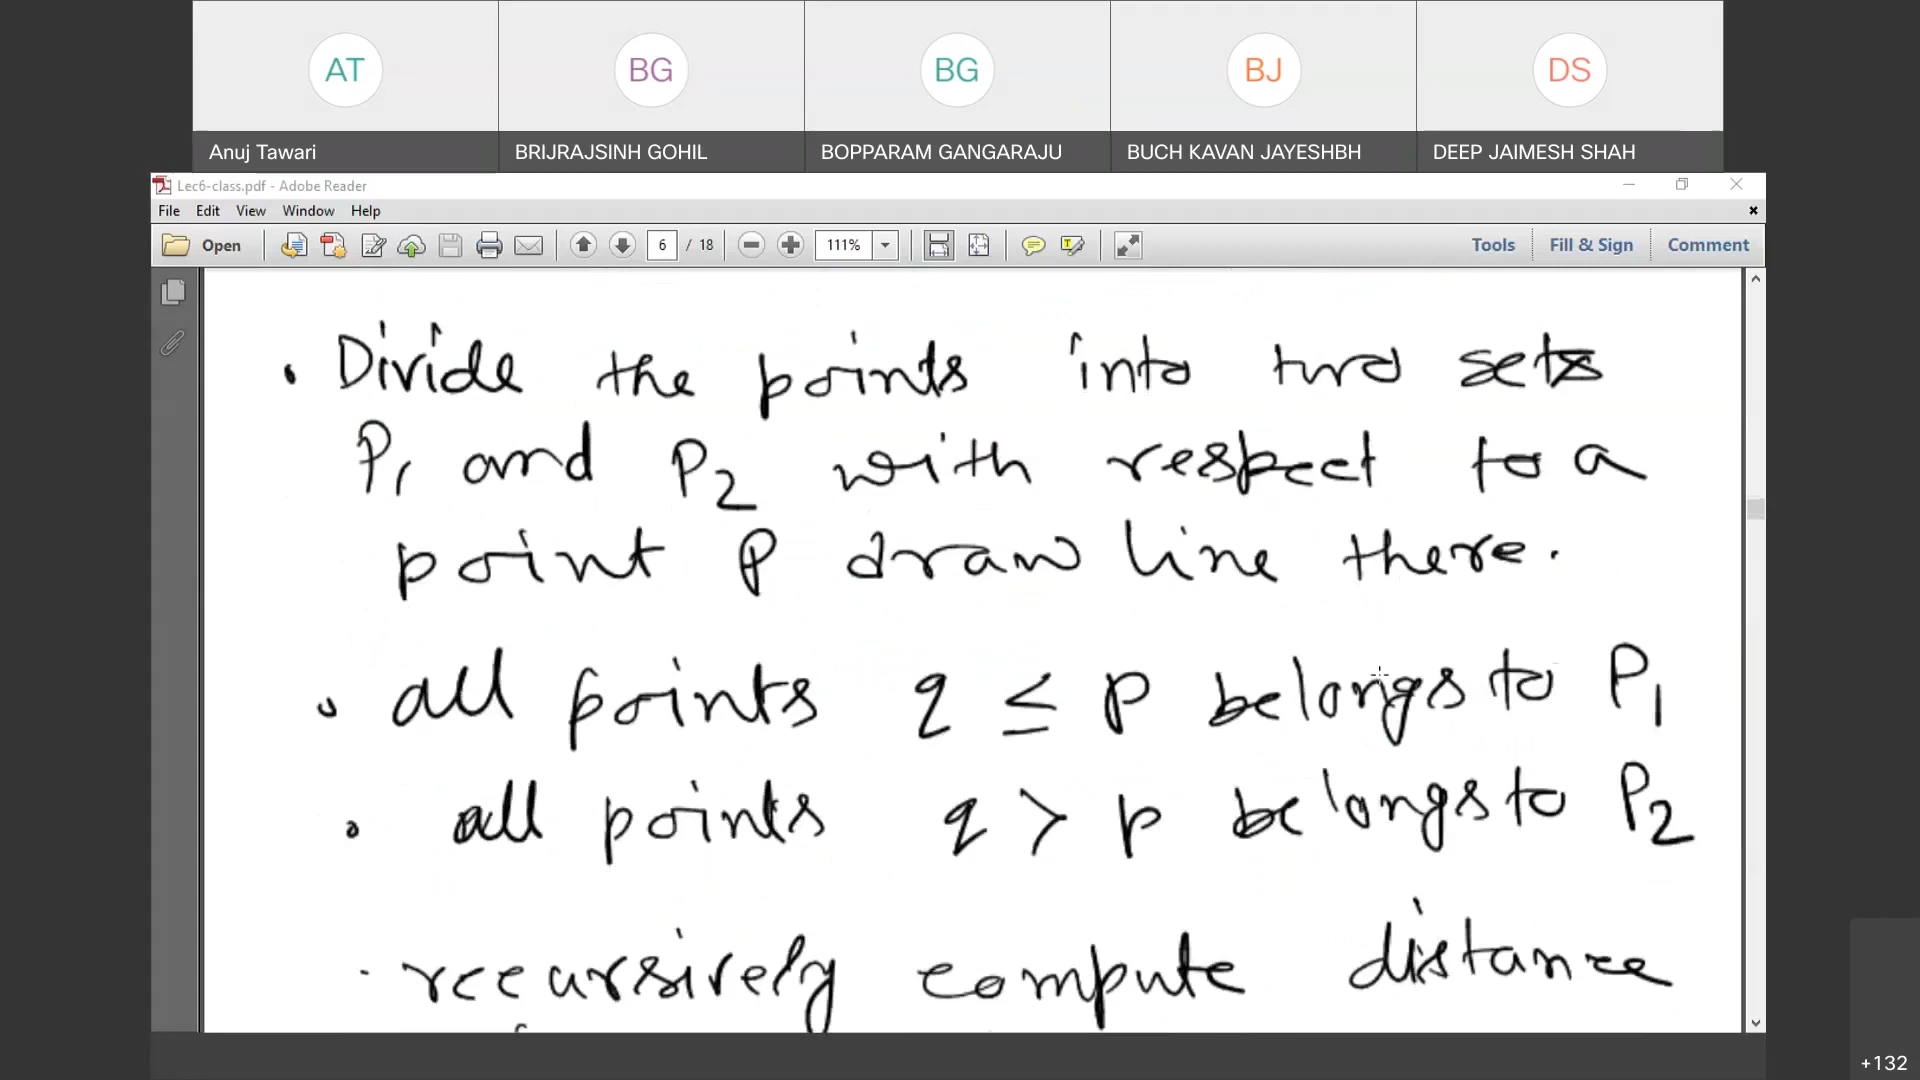 AT
BG
BG
BJ
DS
Anuj Tawari
BRIJRAJSINH GOHIL
BOPPARAM GANGARAJU
BUCH KAVAN JAYESHBH
DEEP JAIMESH SHAH
Lec6-class.pdf - Adobe Reader
File Edit View Window Help
Open 6 / 18 111% Tools Fill & Sign Comment
• Divide the points into two sets
P1 and P2 with respect to a
point P draw line there.
• all points q ≤ p belongs to P1
• all points q > p belongs to P2
• recursively compute distance
+132